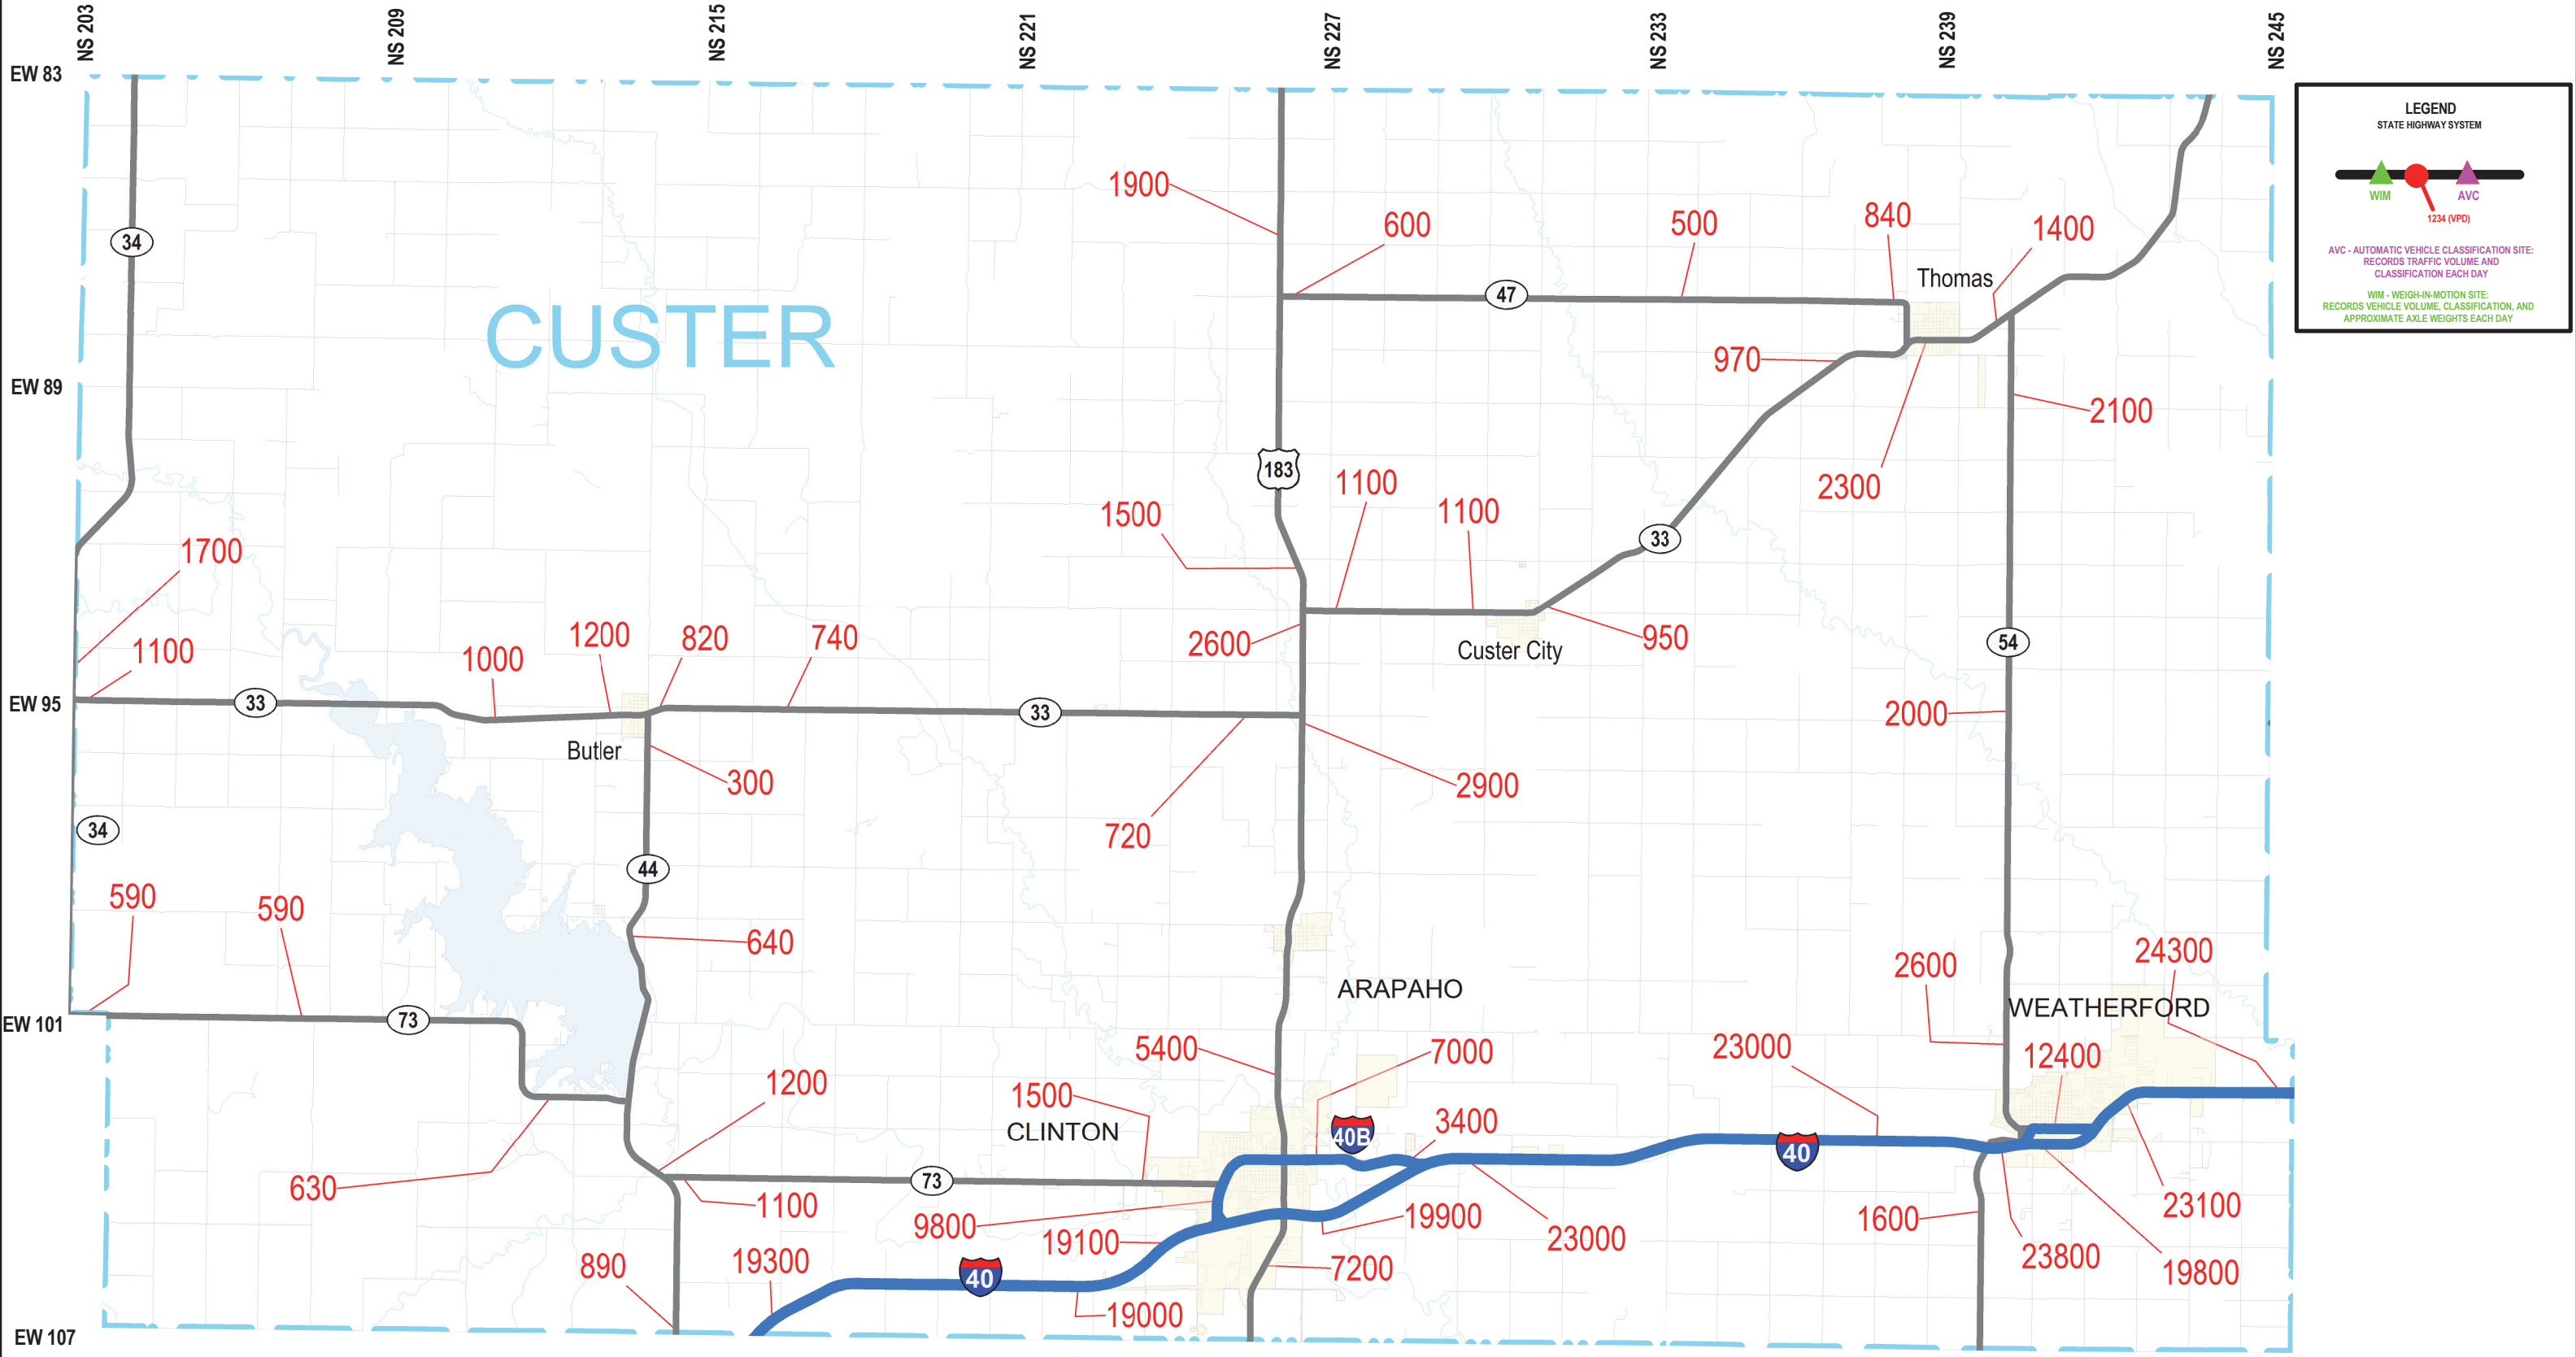 NS 203
NS 209
NS 215
NS 221
NS 227
NS 233
NS 239
NS 245
EW 83
LEGEND
STATE HIGHWAY SYSTEM
WIM
AVC
1234 (VPD)
AVC - AUTOMATIC VEHICLE CLASSIFICATION SITE:
RECORDS TRAFFIC VOLUME AND
CLASSIFICATION EACH DAY
WIM - WEIGH-IN-MOTION SITE:
RECORDS VEHICLE VOLUME, CLASSIFICATION, AND
APPROXIMATE AXLE WEIGHTS EACH DAY
1900
600
500
840
1400
34
Thomas
47
CUSTER
970
EW 89
2100
183
1100
2300
1500
1100
33
1700
1100
1000
1200
820
740
2600
Custer City
950
54
EW 95
33
33
2000
Butler
300
2900
34
720
44
590
590
640
24300
2600
ARAPAHO
WEATHERFORD
EW 101
73
5400
7000
23000
12400
1200
1500
CLINTON
40B
3400
40
630
73
1100
9800
19100
19900
23000
1600
23100
890
19300
40
7200
23800
19800
19000
EW 107